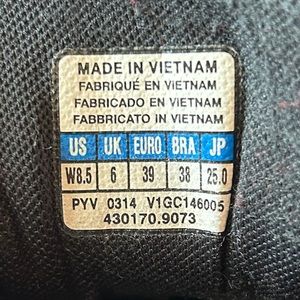 MADE IN VIETNAM
FABRIQUÉ EN VIETNAM
FABRICADO EN VIETNAM
FABBRICATO IN VIETNAM
US UK EURO BRA JP
W8.5 6 39 38 25.0
PYV 0314 V1GC146005
430170.9073